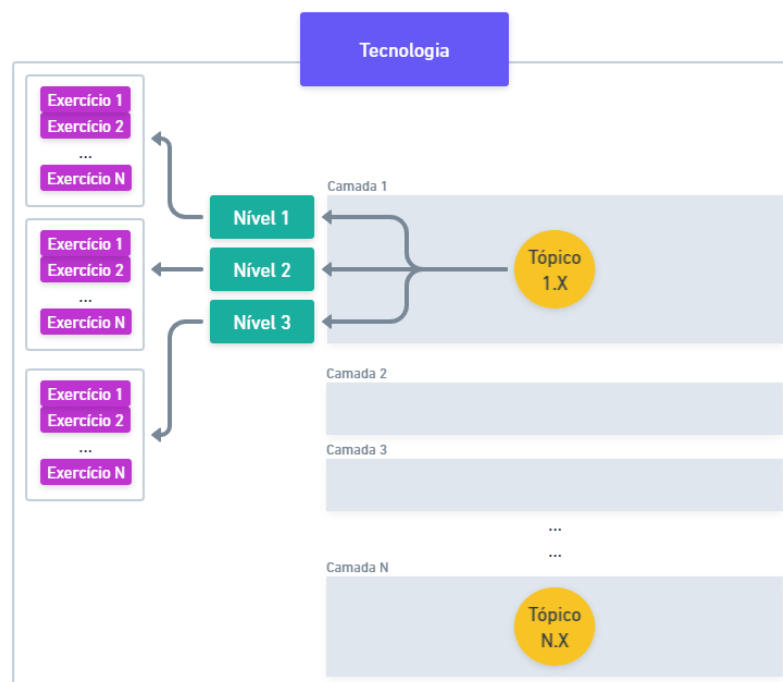 Tecnologia
Exercício 1
Exercício 2
...
Exercício N
Exercício 1
Exercício 2
...
Exercício N
Exercício 1
Exercício 2
...
Exercício N
Nível 1
Nível 2
Nível 3
Camada 1
Tópico
1.X
Camada 2
Camada 3
...
...
Camada N
Tópico
N.X